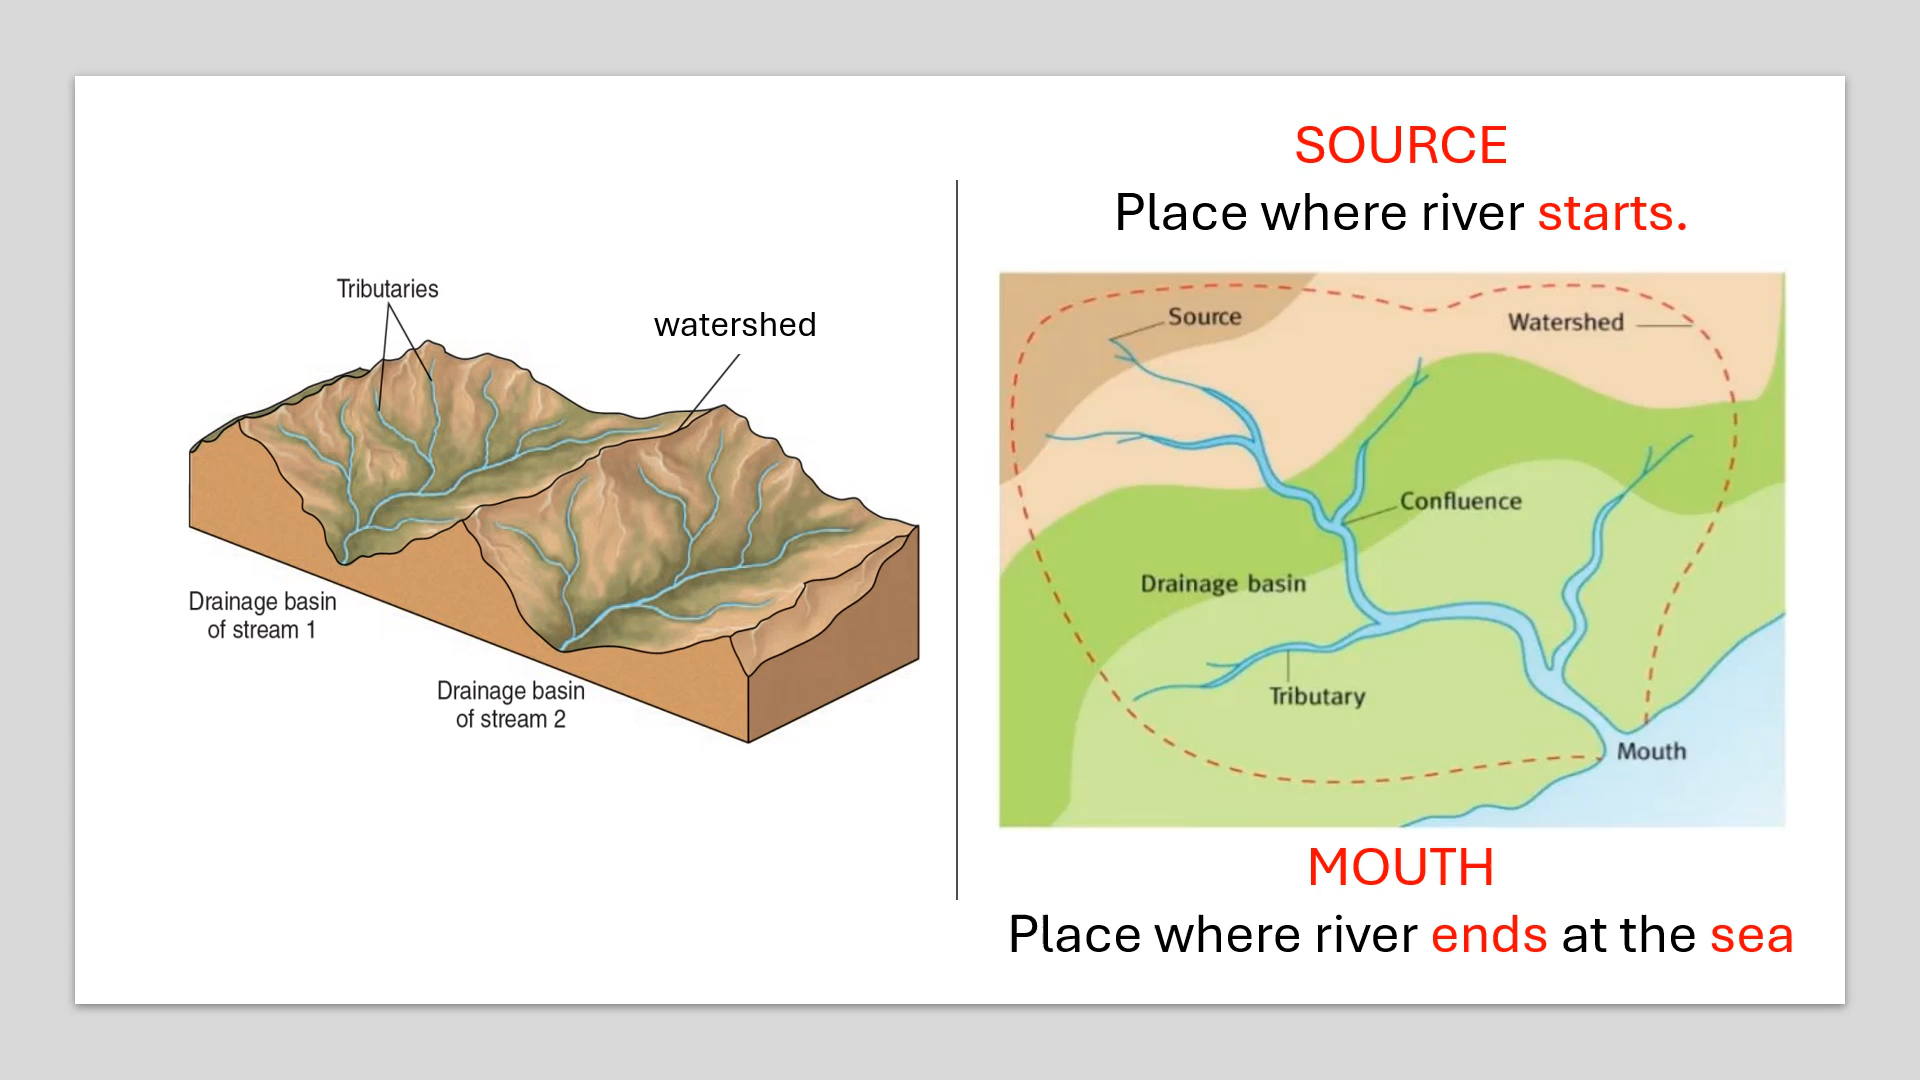 Tributaries
watershed
Drainage basin
of stream 1
Drainage basin
of stream 2
SOURCE
Place where river starts.
Source
Watershed
Confluence
Drainage basin
Tributary
Mouth
MOUTH
Place where river ends at the sea